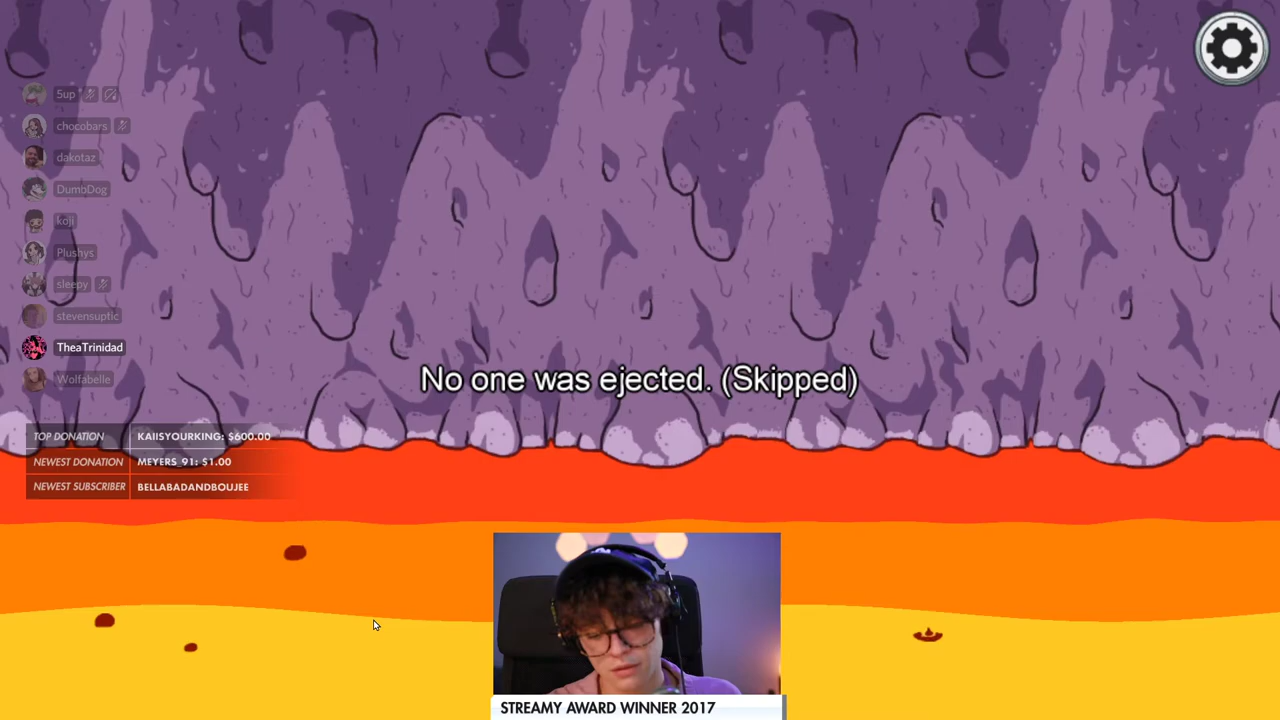 5up
chocobars
dakotaz
DumbDog
koji
Plushys
sleepy
stevensuptic
TheaTrinidad
Wolfabelle
No one was ejected. (Skipped)
TOP DONATION KAIISYOURKING: $600.00
NEWEST DONATION MEYERS_91: $1.00
NEWEST SUBSCRIBER BELLABADANDBOUJEE
STREAMY AWARD WINNER 2017